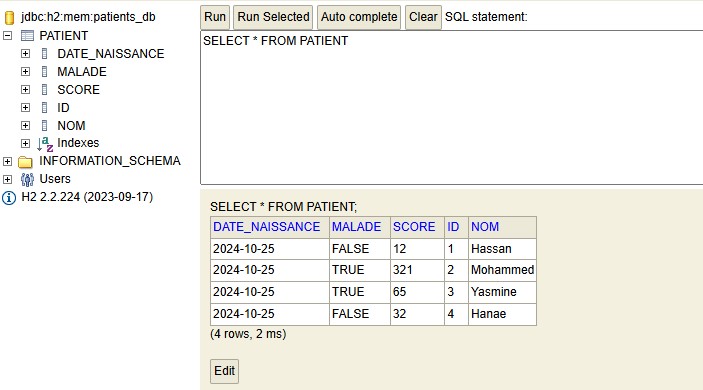 jdbc:h2:mem:patients_db
PATIENT
DATE_NAISSANCE
MALADE
SCORE
ID
NOM
Indexes
INFORMATION_SCHEMA
Users
H2 2.2.224 (2023-09-17)
Run Run Selected Auto complete Clear SQL statement:
SELECT * FROM PATIENT
SELECT * FROM PATIENT;
DATE_NAISSANCE MALADE SCORE ID NOM
2024-10-25 FALSE 12 1 Hassan
2024-10-25 TRUE 321 2 Mohammed
2024-10-25 TRUE 65 3 Yasmine
2024-10-25 FALSE 32 4 Hanae
(4 rows, 2 ms)
Edit